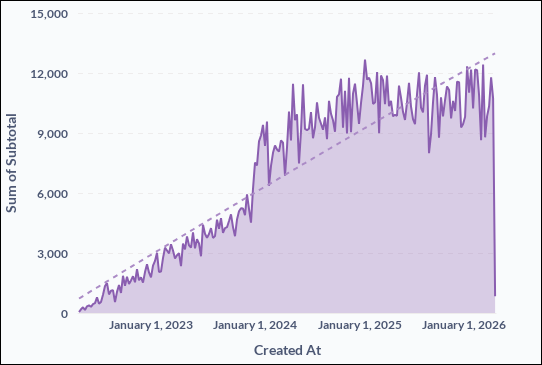 15,000
12,000
9,000
6,000
3,000
0
Sum of Subtotal
January 1, 2023
January 1, 2024
January 1, 2025
January 1, 2026
Created At